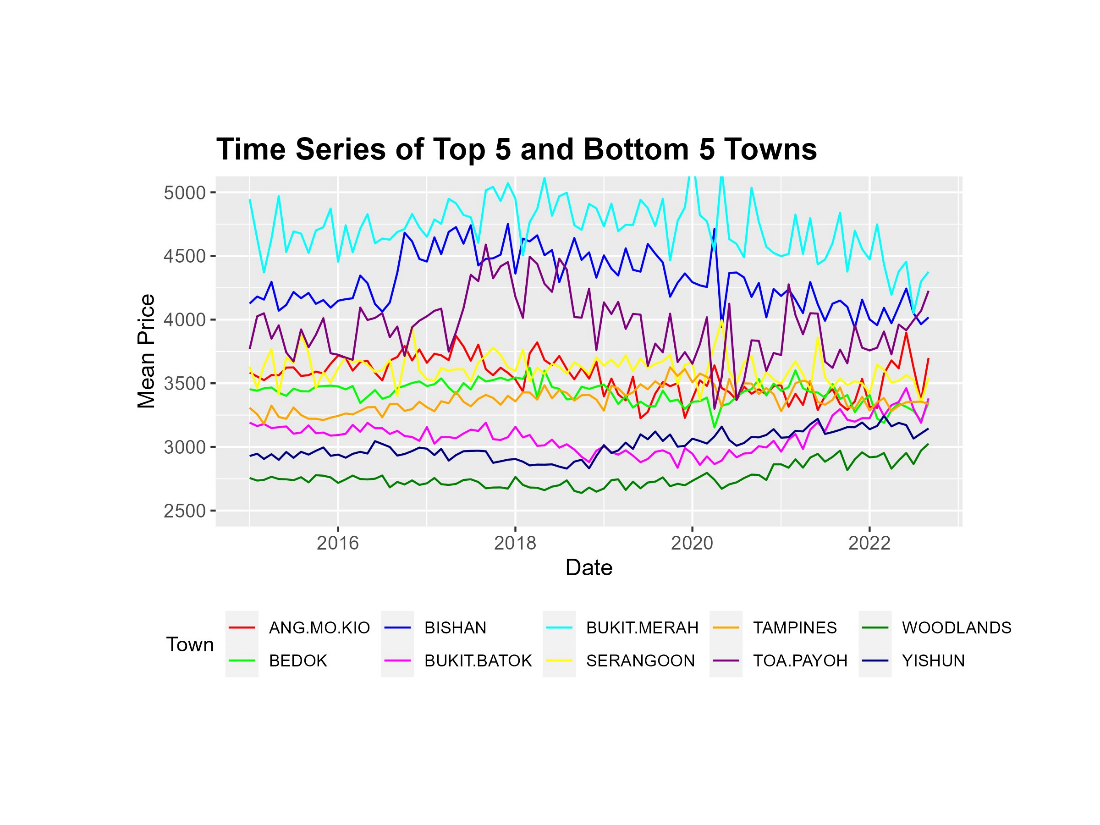 Time Series of Top 5 and Bottom 5 Towns
5000
4500
4000
3500
3000
2500
Mean Price
2016 2018 2020 2022
Date
Town
ANG.MO.KIO BISHAN BUKIT.MERAH TAMPINES WOODLANDS
BEDOK BUKIT.BATOK SERANGOON TOA.PAYOH YISHUN